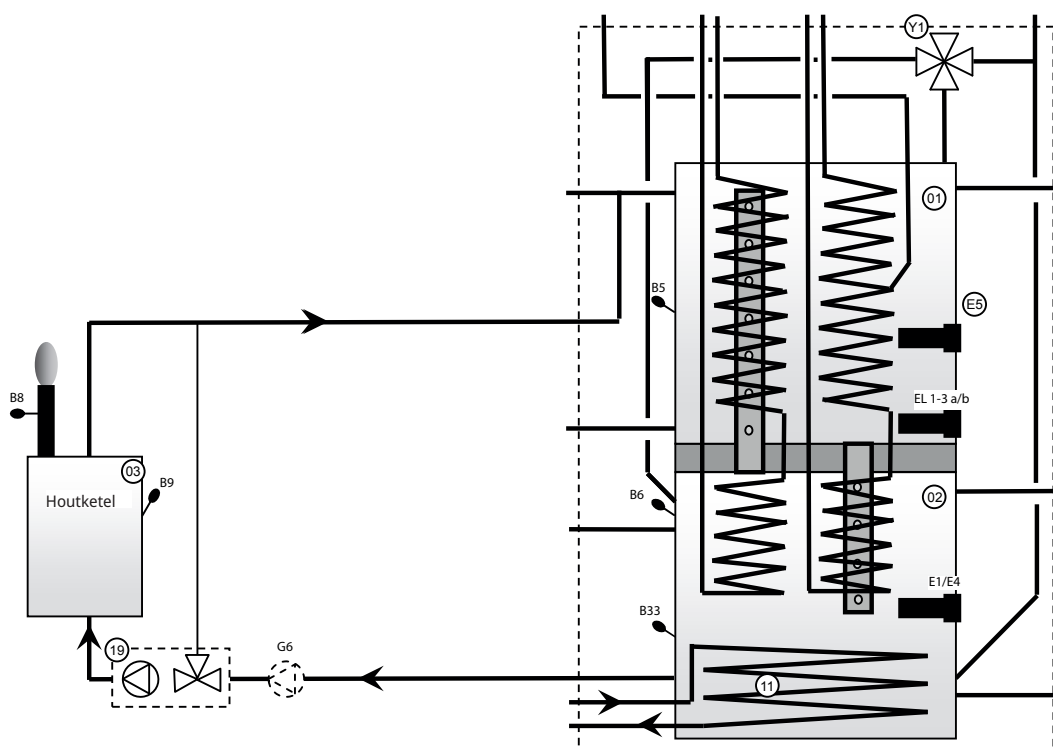 Y1
01
B5
E5
B8
EL 1-3 a/b
03
B9
Houtketel
B6
02
E1/E4
B33
19
G6
11